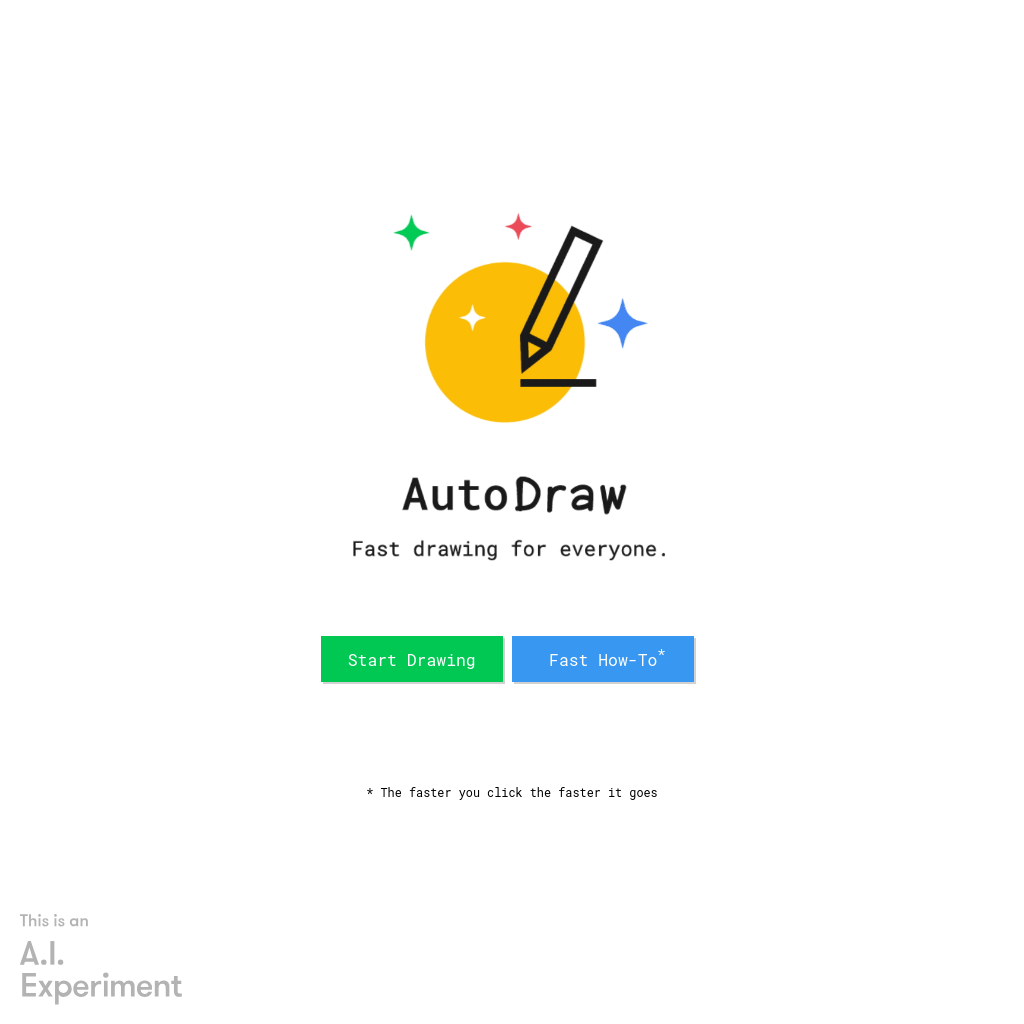 AutoDraw
Fast drawing for everyone.
Start Drawing
Fast How-To*
* The faster you click the faster it goes
This is an
A.I.
Experiment